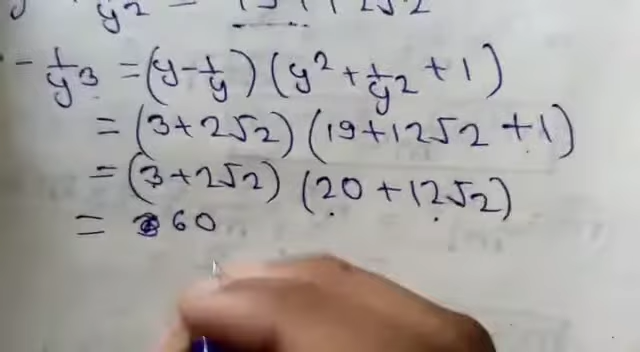 - 1/y³ = (y - 1/y) (y² + 1/y² + 1)
= (3+2√2) (19+12√2 +1)
= (3+2√2) (20+12√2)
= 60